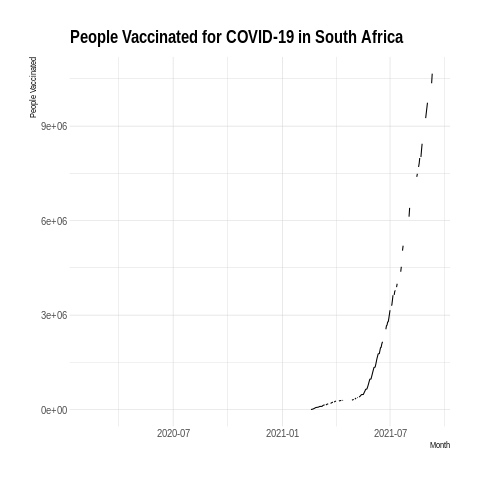 People Vaccinated for COVID-19 in South Africa
People Vaccinated
9e+06
6e+06
3e+06
0e+00
2020-07 2021-01 2021-07
Month